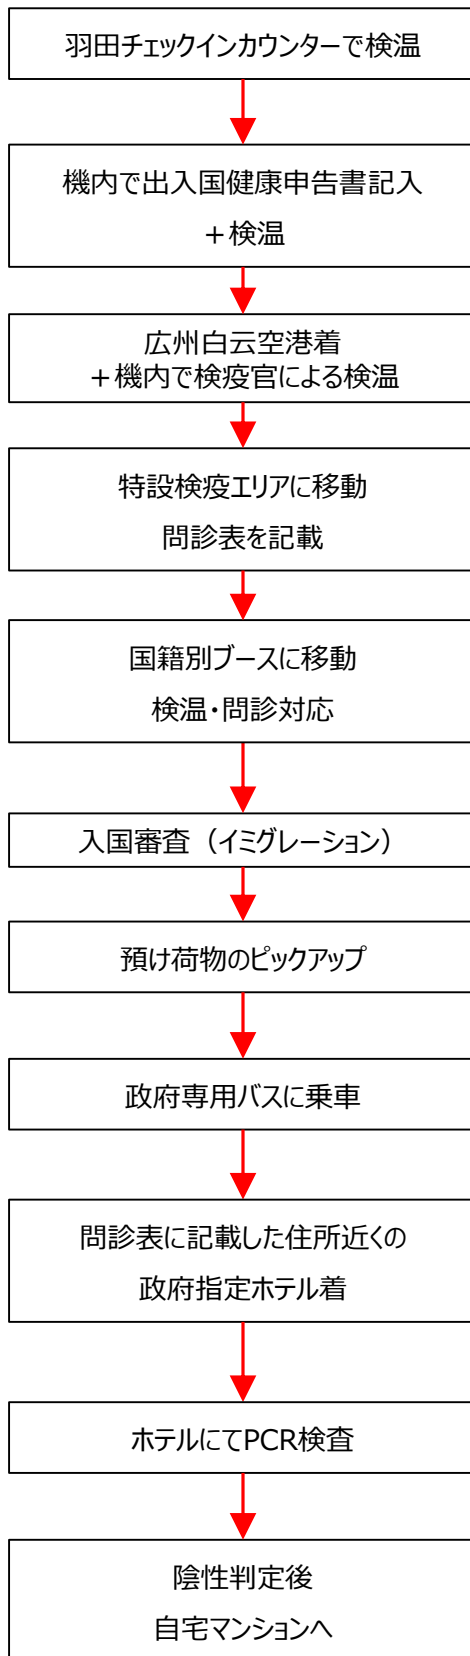 羽田チェックインカウンターで検温
機内で出入国健康申告書記入
＋検温
広州白云空港着
＋機内で検疫官による検温
特設検疫エリアに移動
問診表を記載
国籍別ブースに移動
検温・問診対応
入国審査（イミグレーション）
預け荷物のピックアップ
政府専用バスに乗車
問診表に記載した住所近くの
政府指定ホテル着
ホテルにてPCR検査
陰性判定後
自宅マンションへ